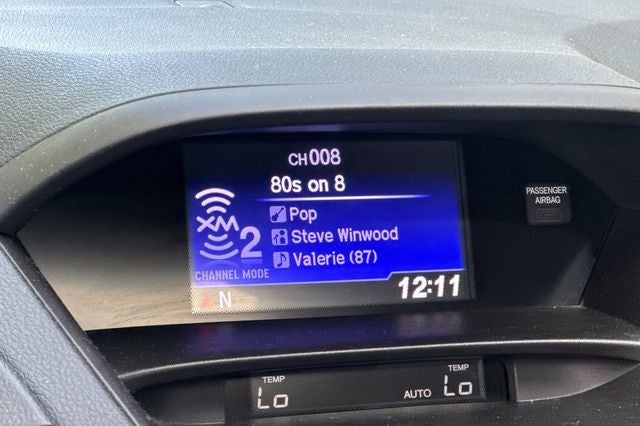 CH008
80s on 8
Pop
Steve Winwood
Valerie (87)
XM 2
CHANNEL MODE
N
12:11
PASSENGER
AIRBAG
TEMP
Lo
AUTO
TEMP
Lo